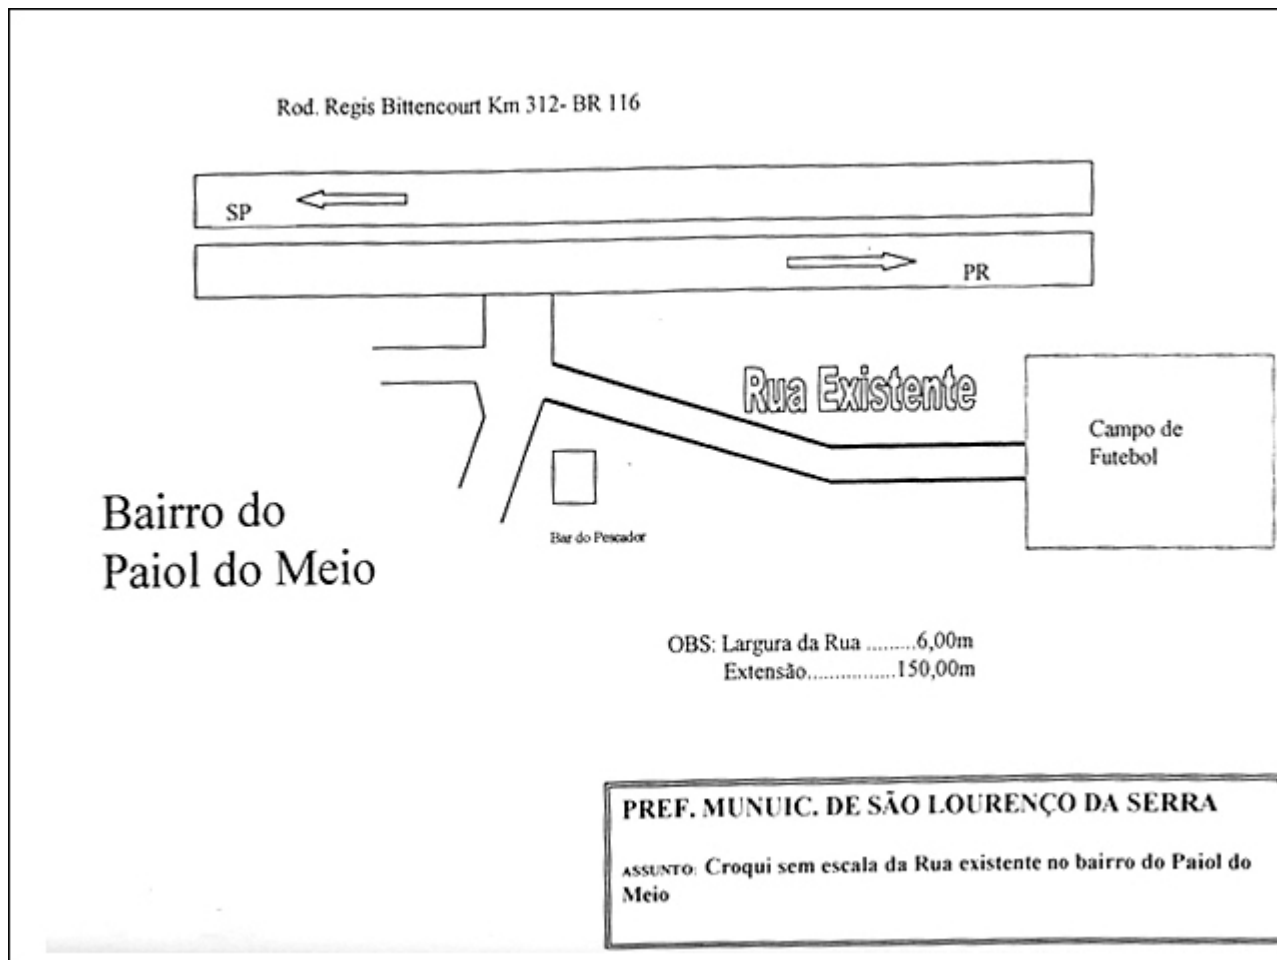 Rod. Regis Bittencourt Km 312- BR 116
SP
PR
Rua Existente
Campo de
Futebol
Bar do Pescador
Bairro do
Paiol do Meio
OBS: Largura da Rua .........6,00m
Extensão................150,00m
PREF. MUNUIC. DE SÃO LOURENÇO DA SERRA
ASSUNTO: Croqui sem escala da Rua existente no bairro do Paiol do
Meio